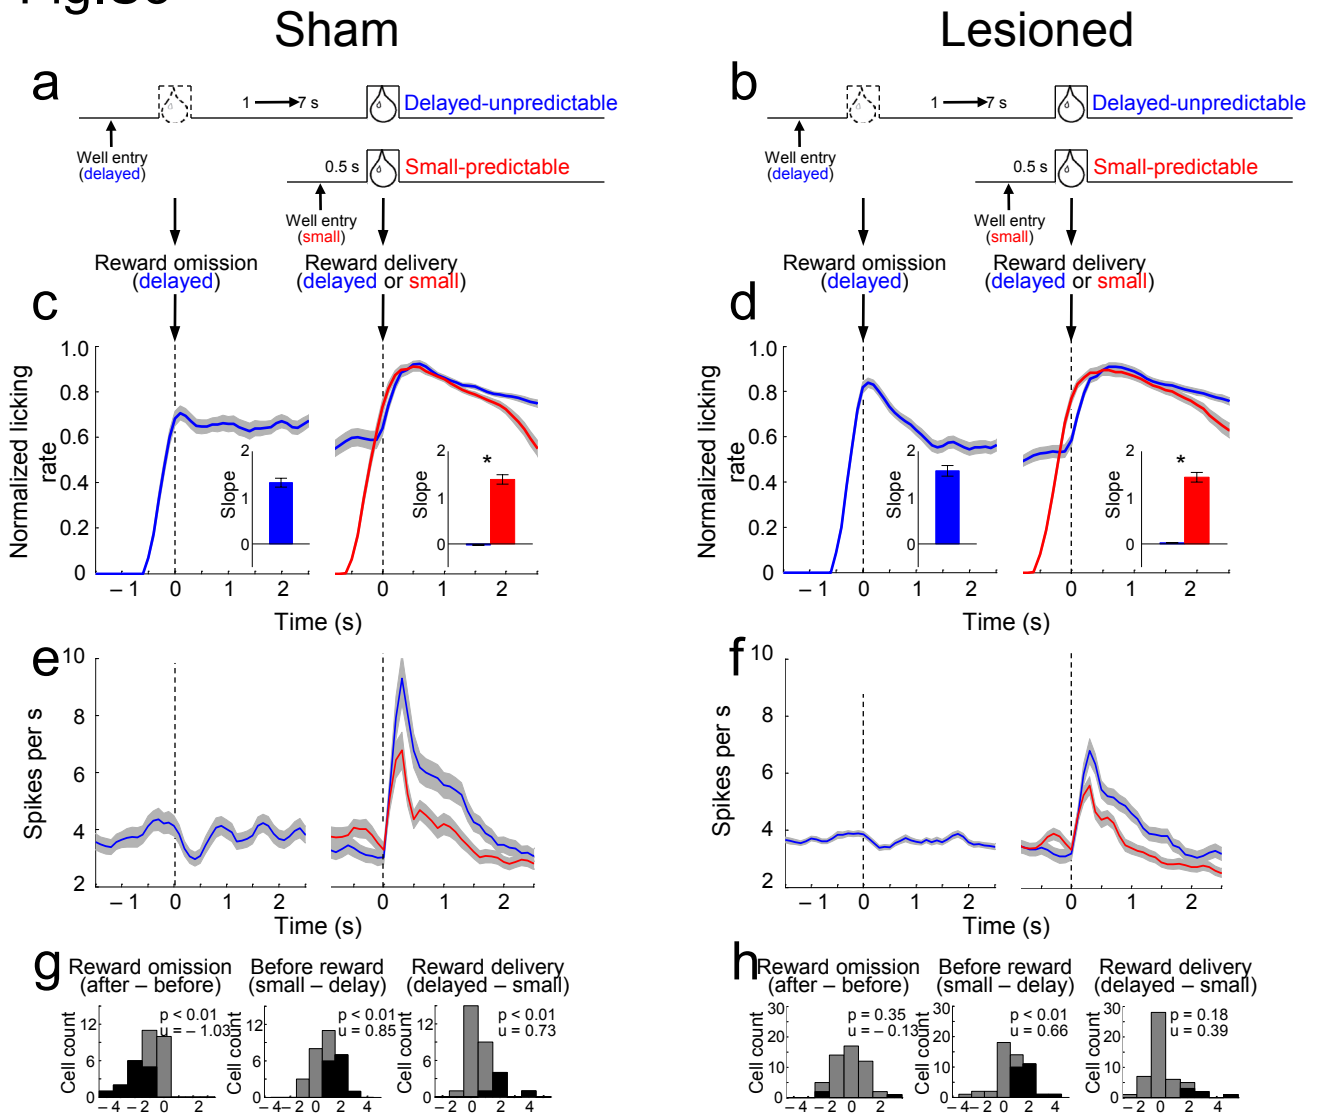 Sham
Lesioned
a
1 7 s
Delayed-unpredictable
Well entry
(delayed)
0.5 s
Small-predictable
Well entry
(small)
Reward omission
(delayed)
Reward delivery
(delayed or small)
b
1 7 s
Delayed-unpredictable
Well entry
(delayed)
0.5 s
Small-predictable
Well entry
(small)
Reward omission
(delayed)
Reward delivery
(delayed or small)
c
Normalized licking
rate
1.0
0.8
0.6
0.4
0.2
0
Slope
2
1
0
Slope
2
1
0
*
– 1 0 1 2
0 1 2
Time (s)
d
Normalized licking
rate
1.0
0.8
0.6
0.4
0.2
0
Slope
2
1
0
Slope
2
1
0
*
– 1 0 1 2
0 1 2
Time (s)
e
Spikes per s
10
8
6
4
2
– 1 0 1 2
0 1 2
Time (s)
f
Spikes per s
10
8
6
4
2
– 1 0 1 2
0 1 2
Time (s)
g
Reward omission
(after – before)
p < 0.01
u = – 1.03
Cell count
12
6
0
– 4 – 2 0 2
Before reward
(small – delay)
p < 0.01
u = 0.85
Cell count
12
6
0
–4– 2 0 2 4
Reward delivery
(delayed – small)
p < 0.01
u = 0.73
Cell count
12
6
0
– 2 0 2 4
h
Reward omission
(after – before)
p = 0.35
u = – 0.13
Cell count
30
20
10
0
– 4 – 2 0 2
Before reward
(small – delay)
p < 0.01
u = 0.66
Cell count
30
20
10
0
–4– 2 0 2 4
Reward delivery
(delayed – small)
p = 0.18
u = 0.39
Cell count
30
20
10
0
– 2 0 2 4